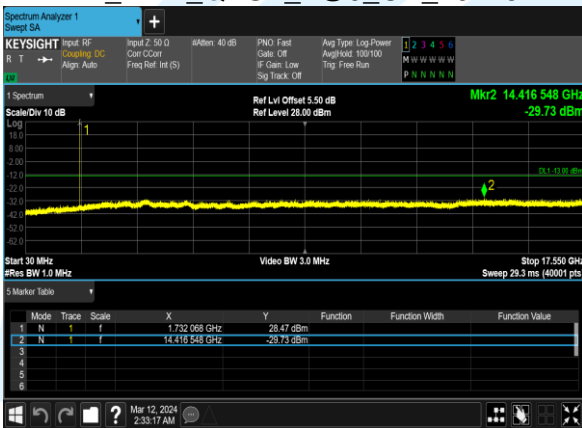 Spectrum Analyzer 1
Swept SA
+
KEYSIGHT
R T
LW
Input: RF
Coupling: DC
Align: Auto
Input Z: 50 Ω
Corr CCorr
Freq Ref: Int (S)
#Atten: 40 dB
PNO: Fast
Gate: Off
IF Gain: Low
Sig Track: Off
Avg Type: Log-Power
Avg|Hold: 100/100
Trig: Free Run
1 2 3 4 5 6
M W W W W W
P N N N N N
1 Spectrum
Scale/Div 10 dB
Ref Lvl Offset 5.50 dB
Ref Level 28.00 dBm
Mkr2 14.416 548 GHz
-29.73 dBm
Log
18.0
8.00
-2.00
-12.0
-22.0
-32.0
-42.0
-52.0
-62.0
1
DL1 -13.00 dBm
2
Start 30 MHz
#Res BW 1.0 MHz
Video BW 3.0 MHz
Stop 17.550 GHz
Sweep 29.3 ms (40001 pts)
5 Marker Table
Mode Trace Scale X Y Function Function Width Function Value
1 N 1 f 1.732 068 GHz 28.47 dBm
2 N 1 f 14.416 548 GHz -29.73 dBm
3
4
5
6
?
Mar 12, 2024
2:33:17 AM